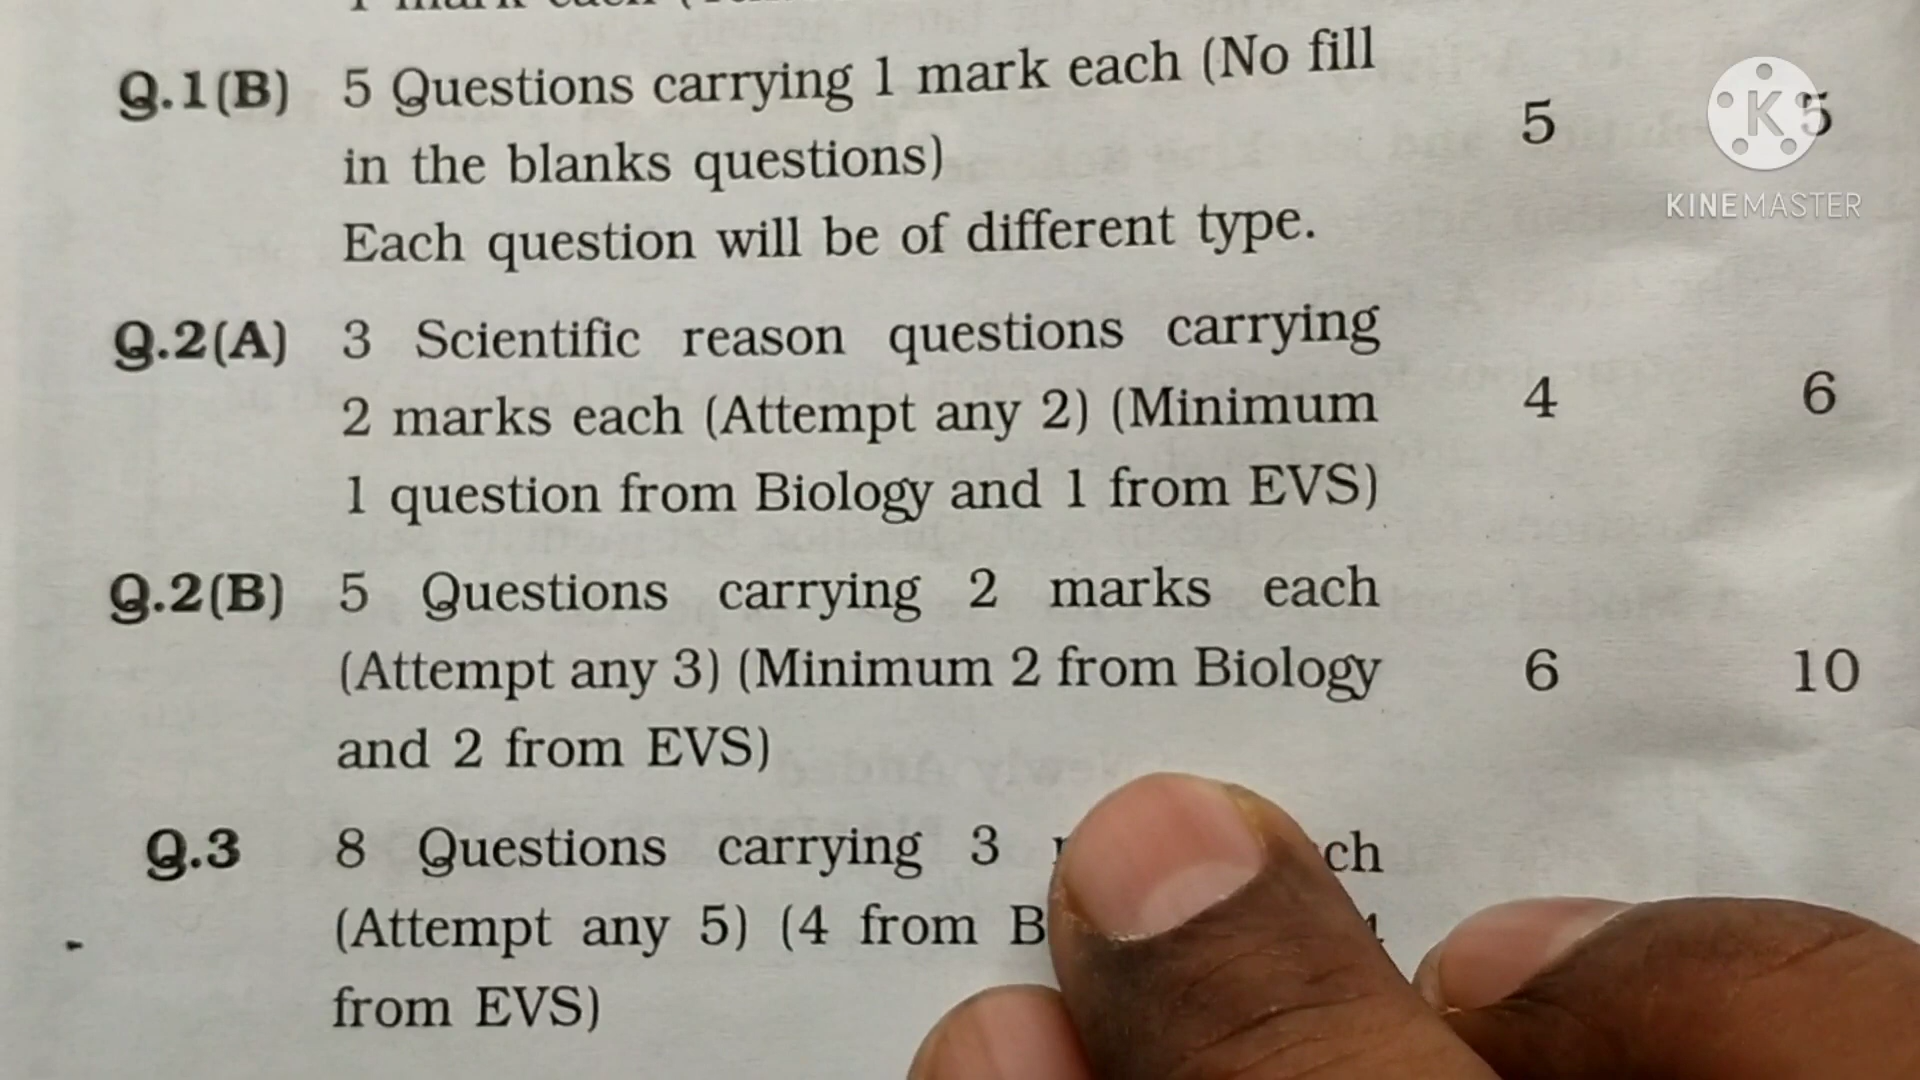 1 mark each
Q.1(B) 5 Questions carrying 1 mark each (No fill
in the blanks questions) 5 5
Each question will be of different type.
KINEMASTER
Q.2(A) 3 Scientific reason questions carrying
2 marks each (Attempt any 2) (Minimum 4 6
1 question from Biology and 1 from EVS)
Q.2(B) 5 Questions carrying 2 marks each
(Attempt any 3) (Minimum 2 from Biology 6 10
and 2 from EVS)
Q.3 8 Questions carrying 3
(Attempt any 5) (4 from
from EVS)